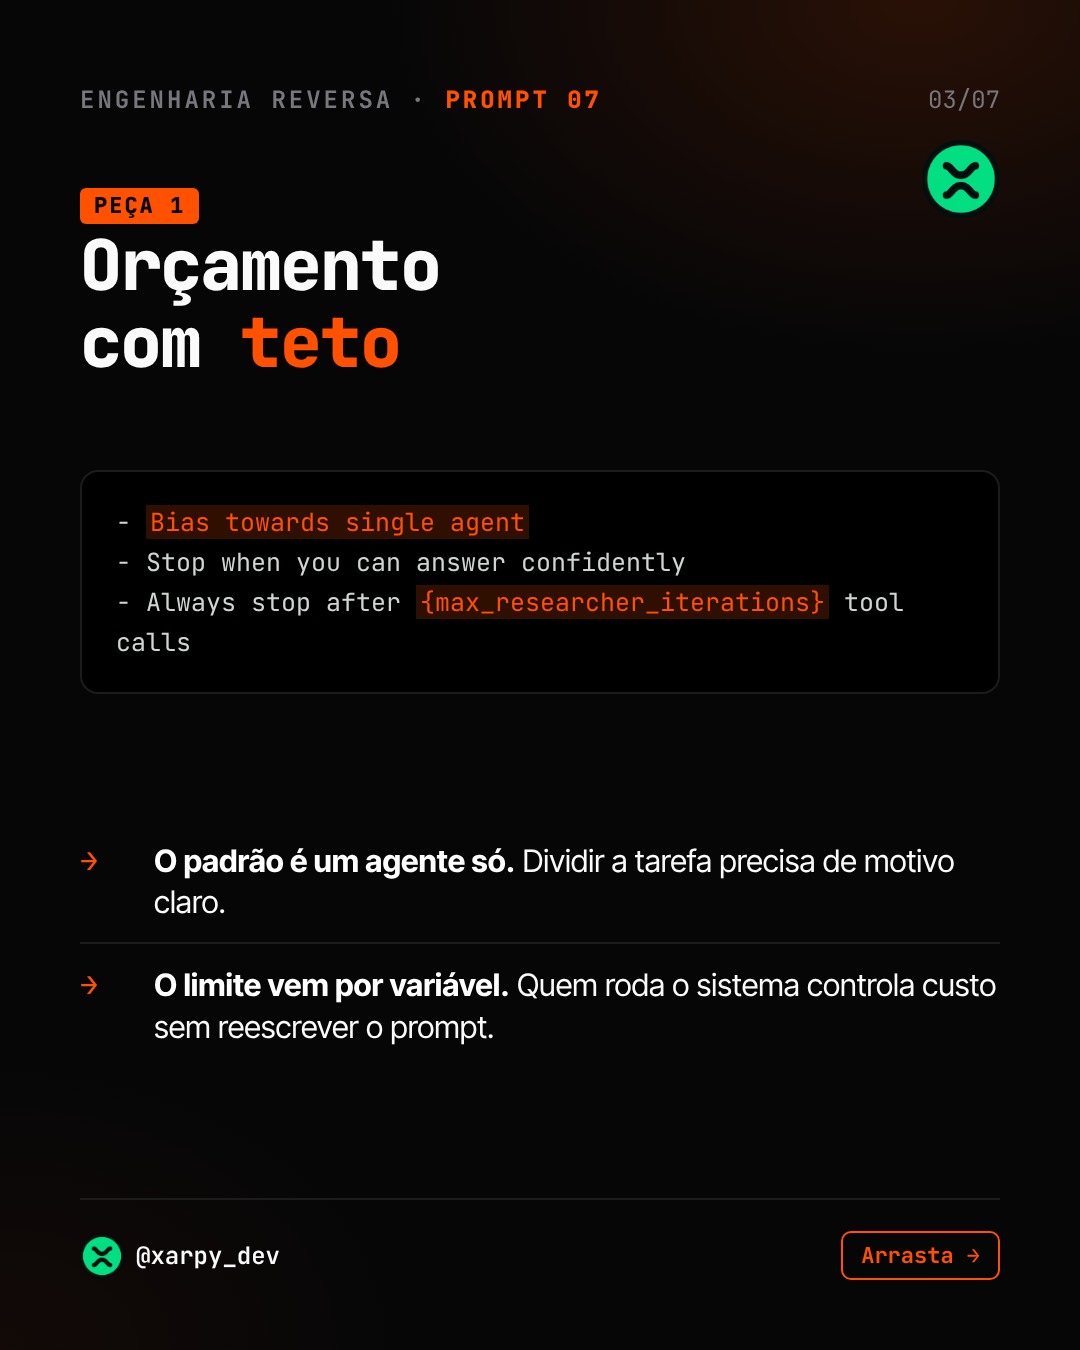 ENGENHARIA REVERSA · PROMPT 07
03/07
PEÇA 1
Orçamento
com teto
- Bias towards single agent
- Stop when you can answer confidently
- Always stop after {max_researcher_iterations} tool
calls
→ O padrão é um agente só. Dividir a tarefa precisa de motivo
claro.
→ O limite vem por variável. Quem roda o sistema controla custo
sem reescrever o prompt.
@xarpy_dev
Arrasta →